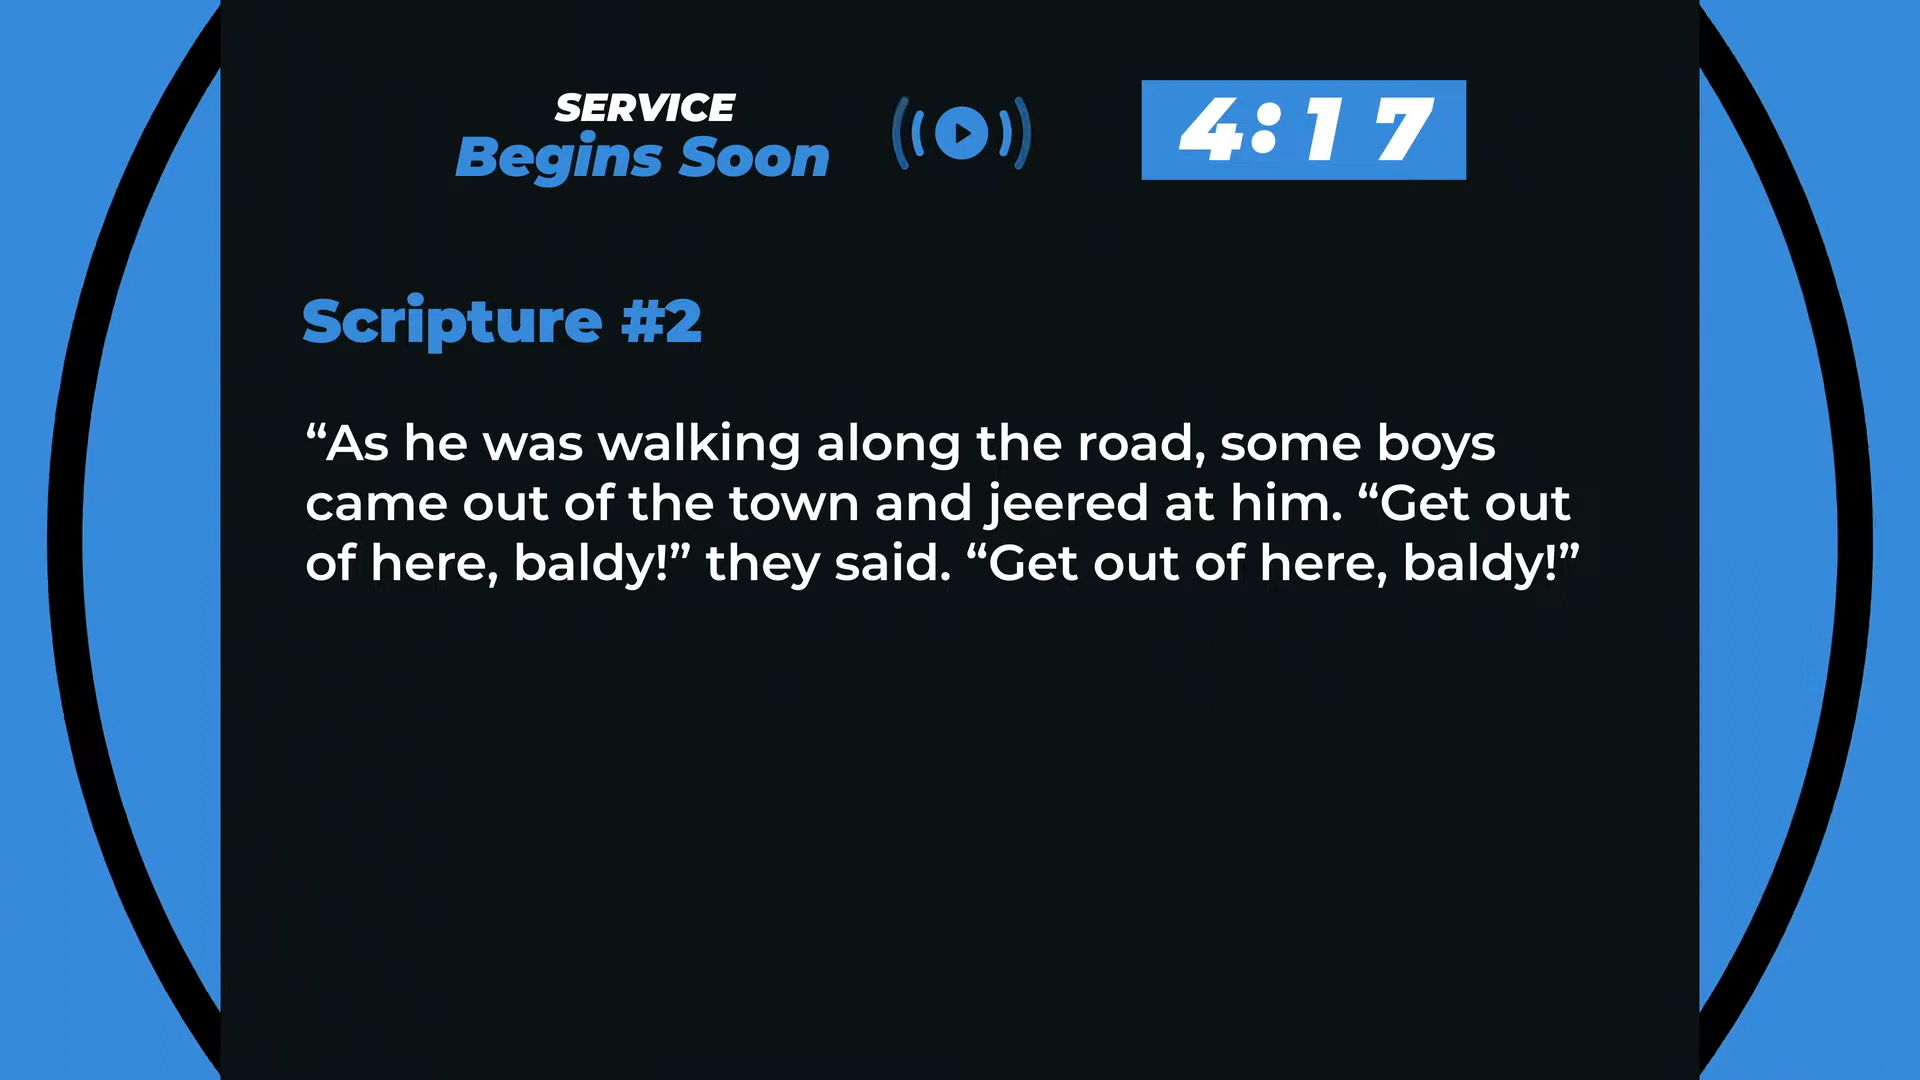 SERVICE
Begins Soon
4:17
Scripture #2
“As he was walking along the road, some boys
came out of the town and jeered at him. “Get out
of here, baldy!” they said. “Get out of here, baldy!”